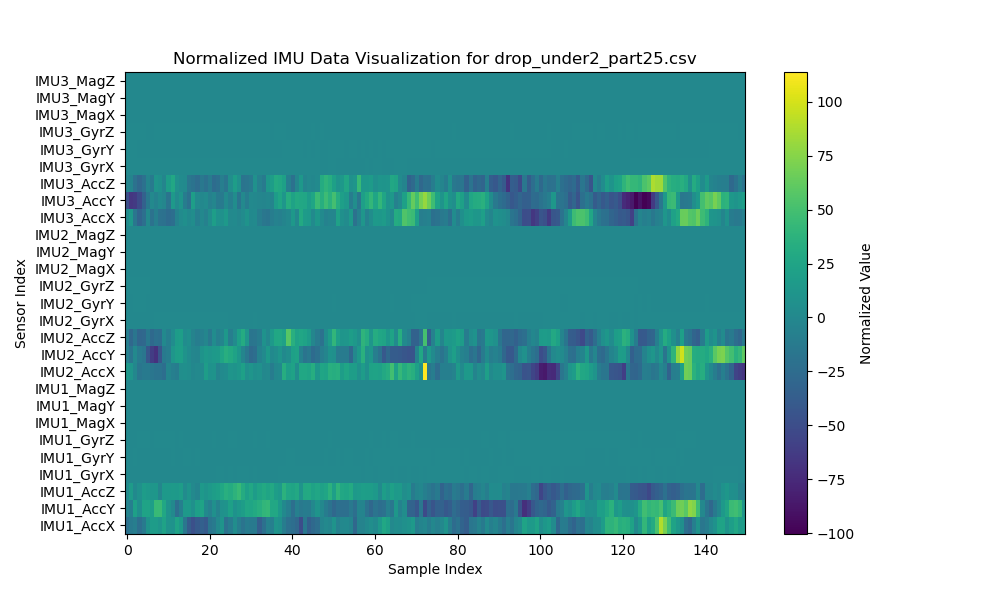 Normalized IMU Data Visualization for drop_under2_part25.csv
IMU3_MagZ
IMU3_MagY
IMU3_MagX
IMU3_GyrZ
IMU3_GyrY
IMU3_GyrX
IMU3_AccZ
IMU3_AccY
IMU3_AccX
IMU2_MagZ
IMU2_MagY
IMU2_MagX
IMU2_GyrZ
IMU2_GyrY
IMU2_GyrX
IMU2_AccZ
IMU2_AccY
IMU2_AccX
IMU1_MagZ
IMU1_MagY
IMU1_MagX
IMU1_GyrZ
IMU1_GyrY
IMU1_GyrX
IMU1_AccZ
IMU1_AccY
IMU1_AccX
Sensor Index
0 20 40 60 80 100 120 140
Sample Index
100
75
50
25
0
−25
−50
−75
−100
Normalized Value